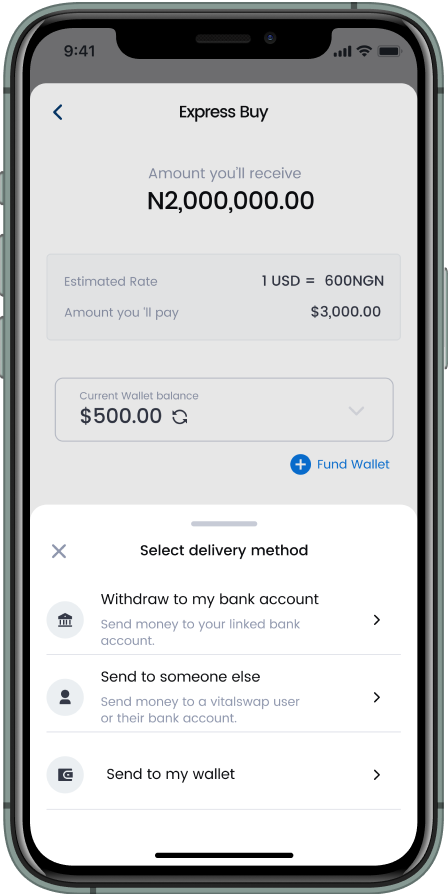 9:41
Express Buy
Amount you'll receive
N2,000,000.00
Estimated Rate 1 USD = 600NGN
Amount you 'll pay $3,000.00
Current Wallet balance
$500.00
Fund Wallet
Select delivery method
Withdraw to my bank account
Send money to your linked bank
account.
Send to someone else
Send money to a vitalswap user
or their bank account.
Send to my wallet